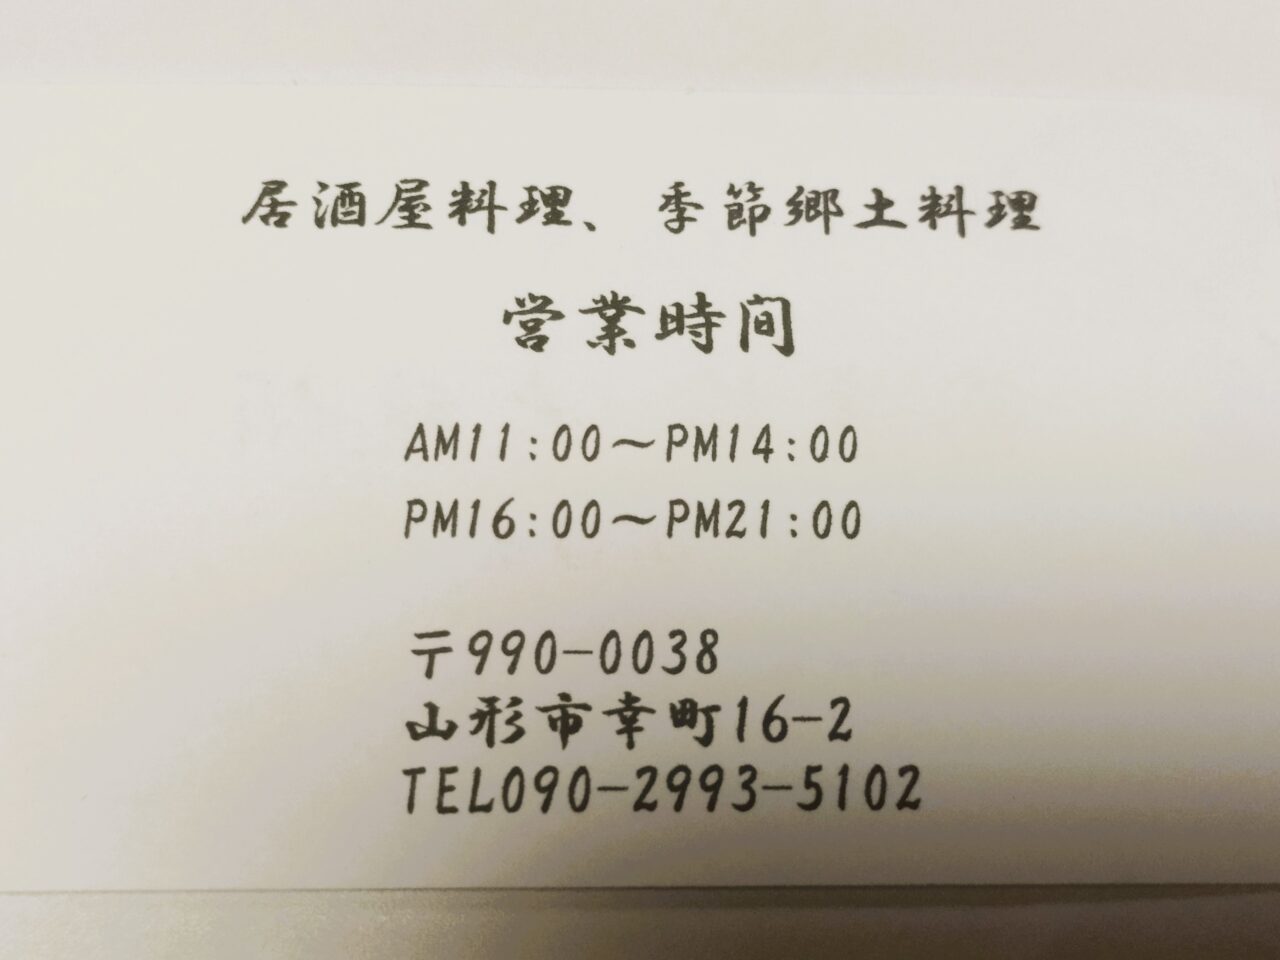 居酒屋料理、季節郷土料理
営業時间
AM11:00～PM14:00
PM16:00～PM21:00
〒990-0038
山形市幸町16-2
TEL090-2993-5102